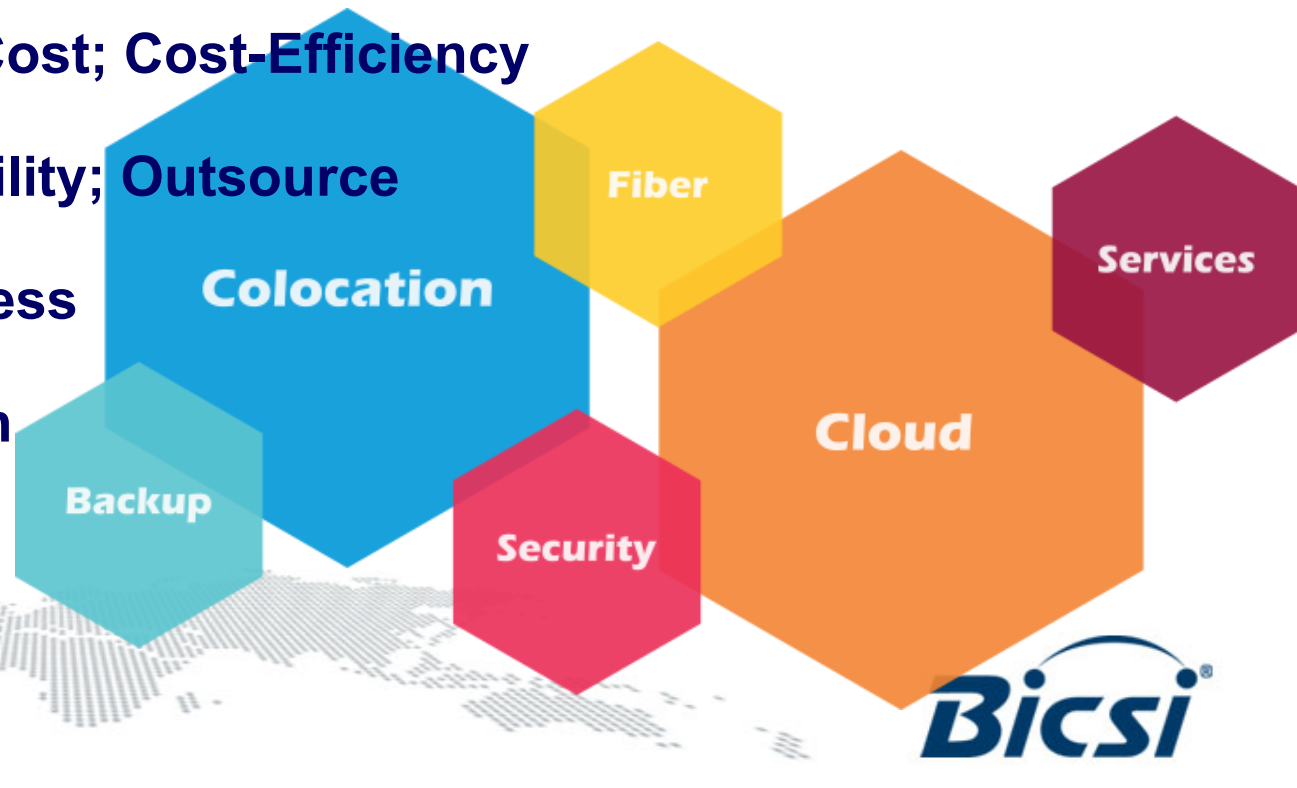 Cost; Cost-Efficiency
Fiber
ility; Outsource
Services
Colocation
ess
Cloud
Backup
Security
Bicsi®